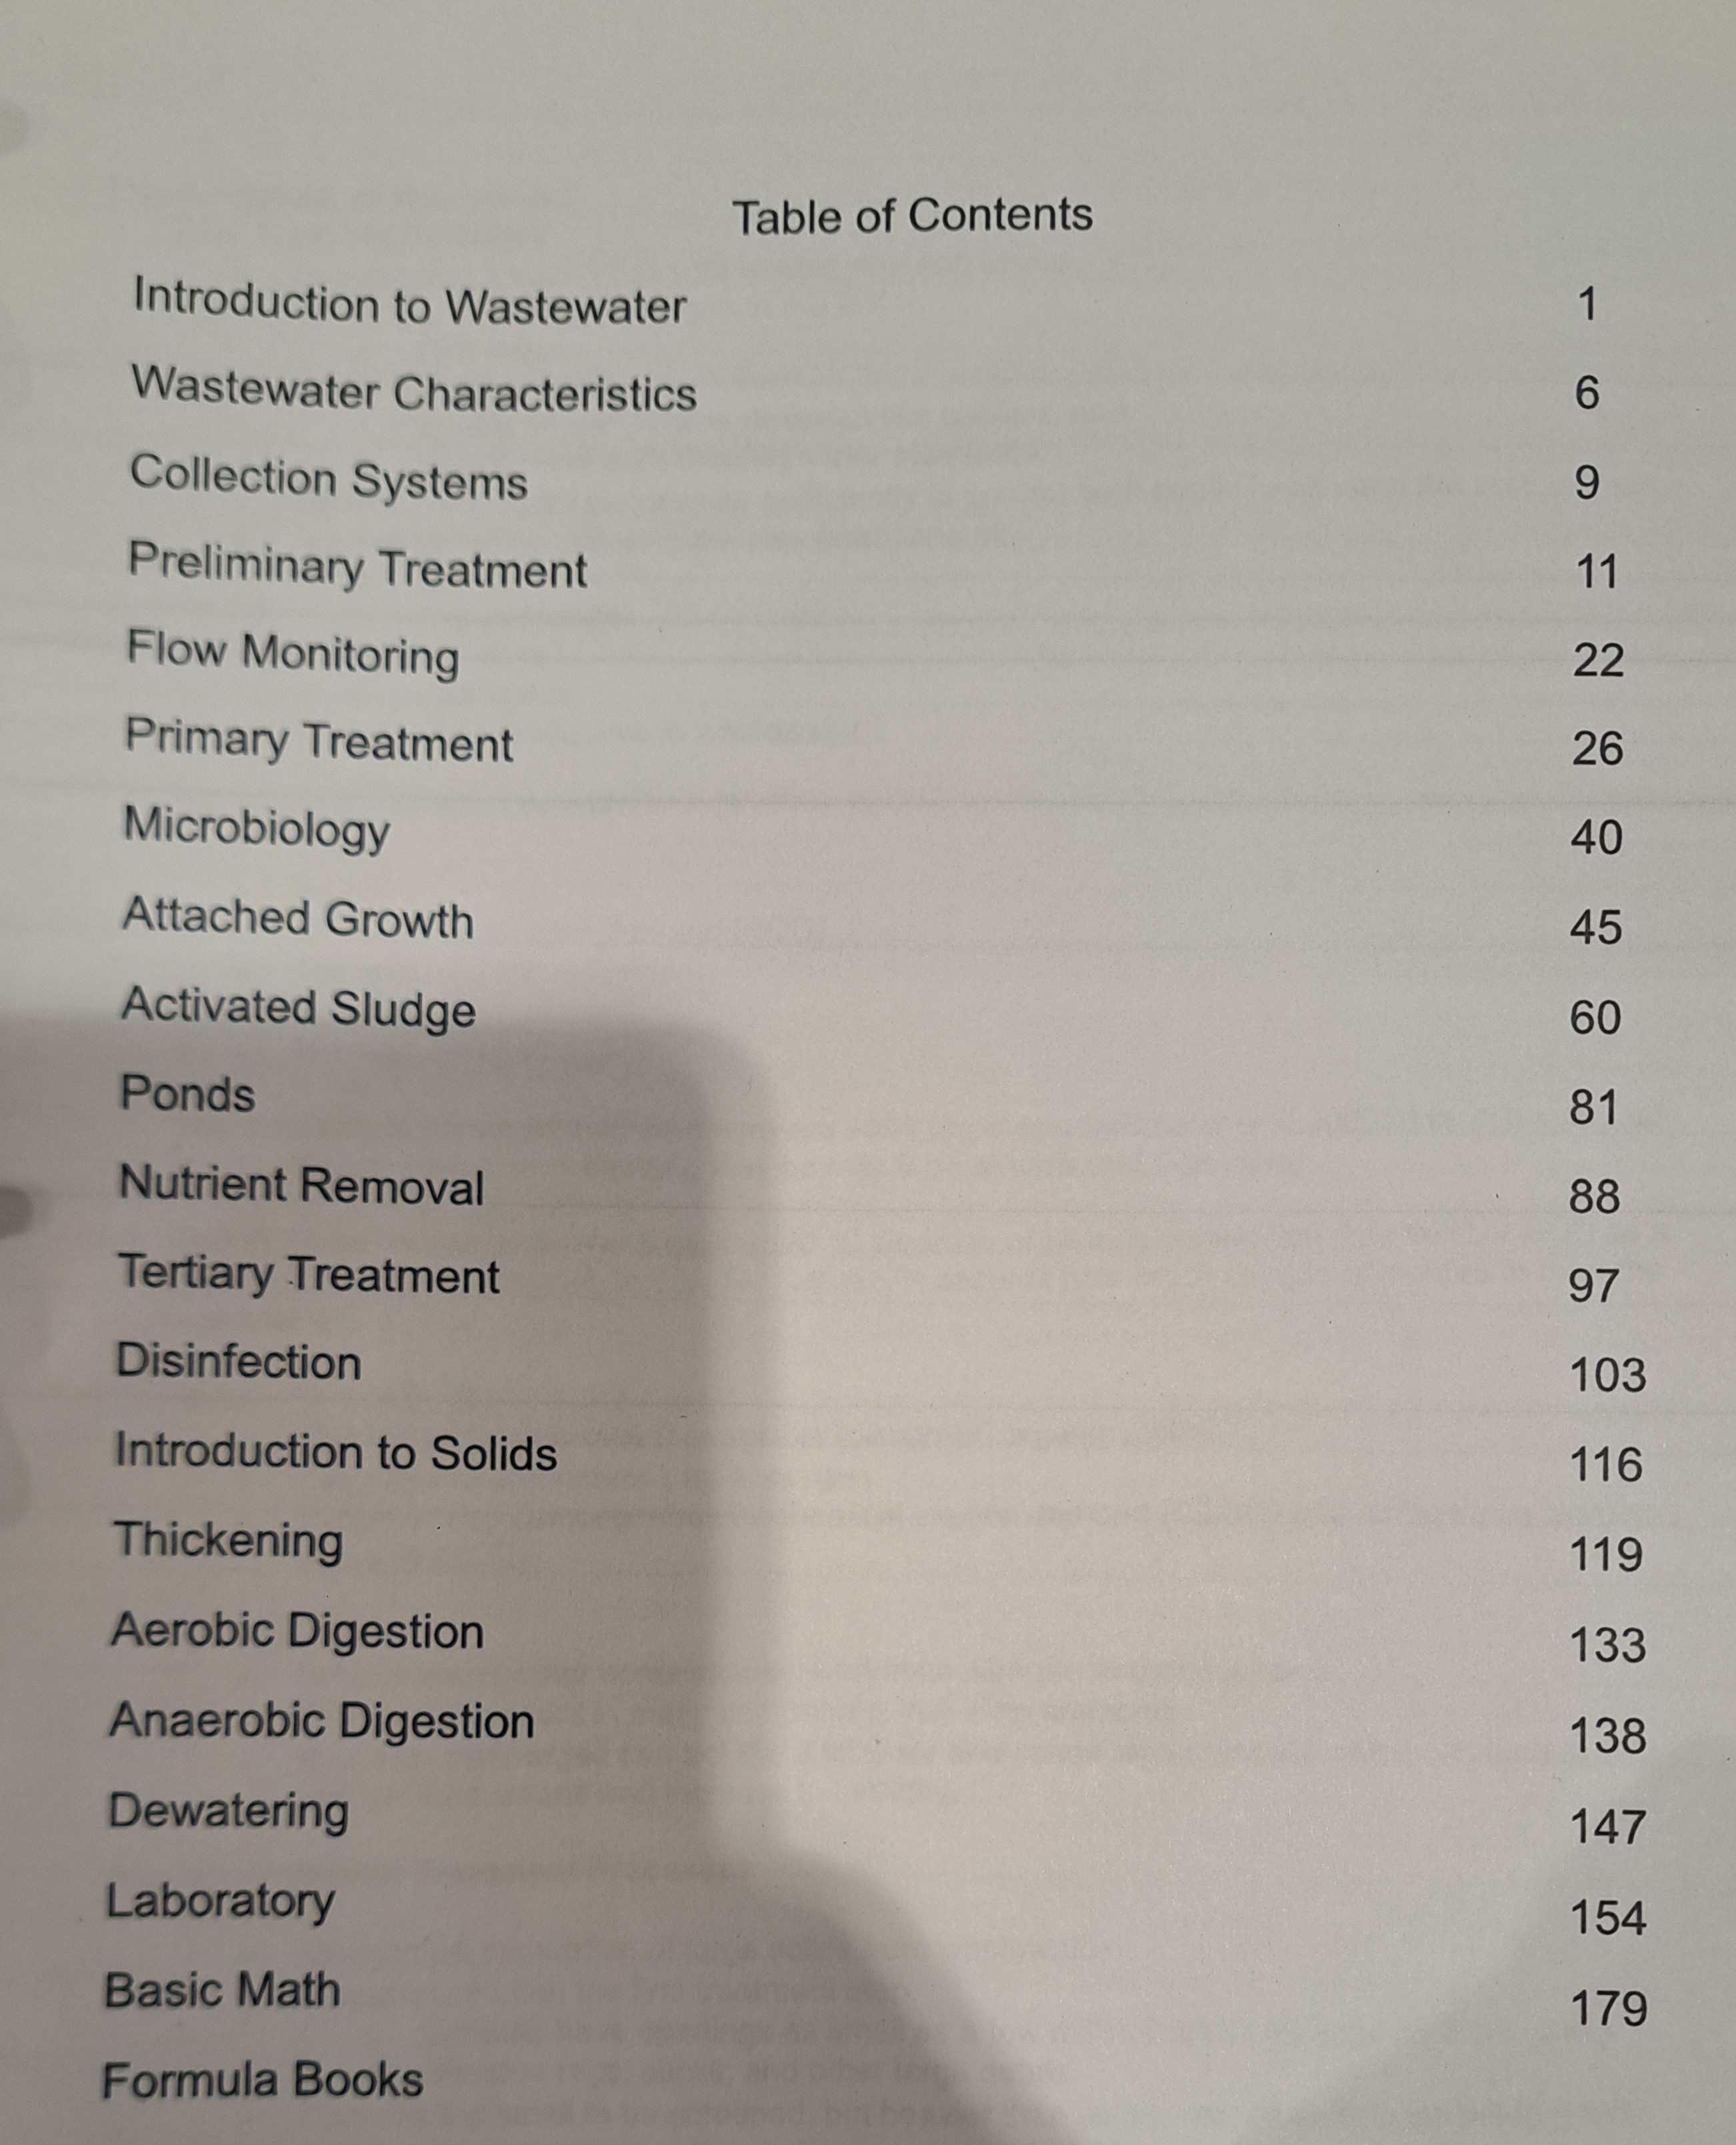 Table of Contents
Introduction to Wastewater 1
Wastewater Characteristics 6
Collection Systems 9
Preliminary Treatment 11
Flow Monitoring 22
Primary Treatment 26
Microbiology 40
Attached Growth 45
Activated Sludge 60
Ponds 81
Nutrient Removal 88
Tertiary Treatment 97
Disinfection 103
Introduction to Solids 116
Thickening 119
Aerobic Digestion 133
Anaerobic Digestion 138
Dewatering 147
Laboratory 154
Basic Math 179
Formula Books